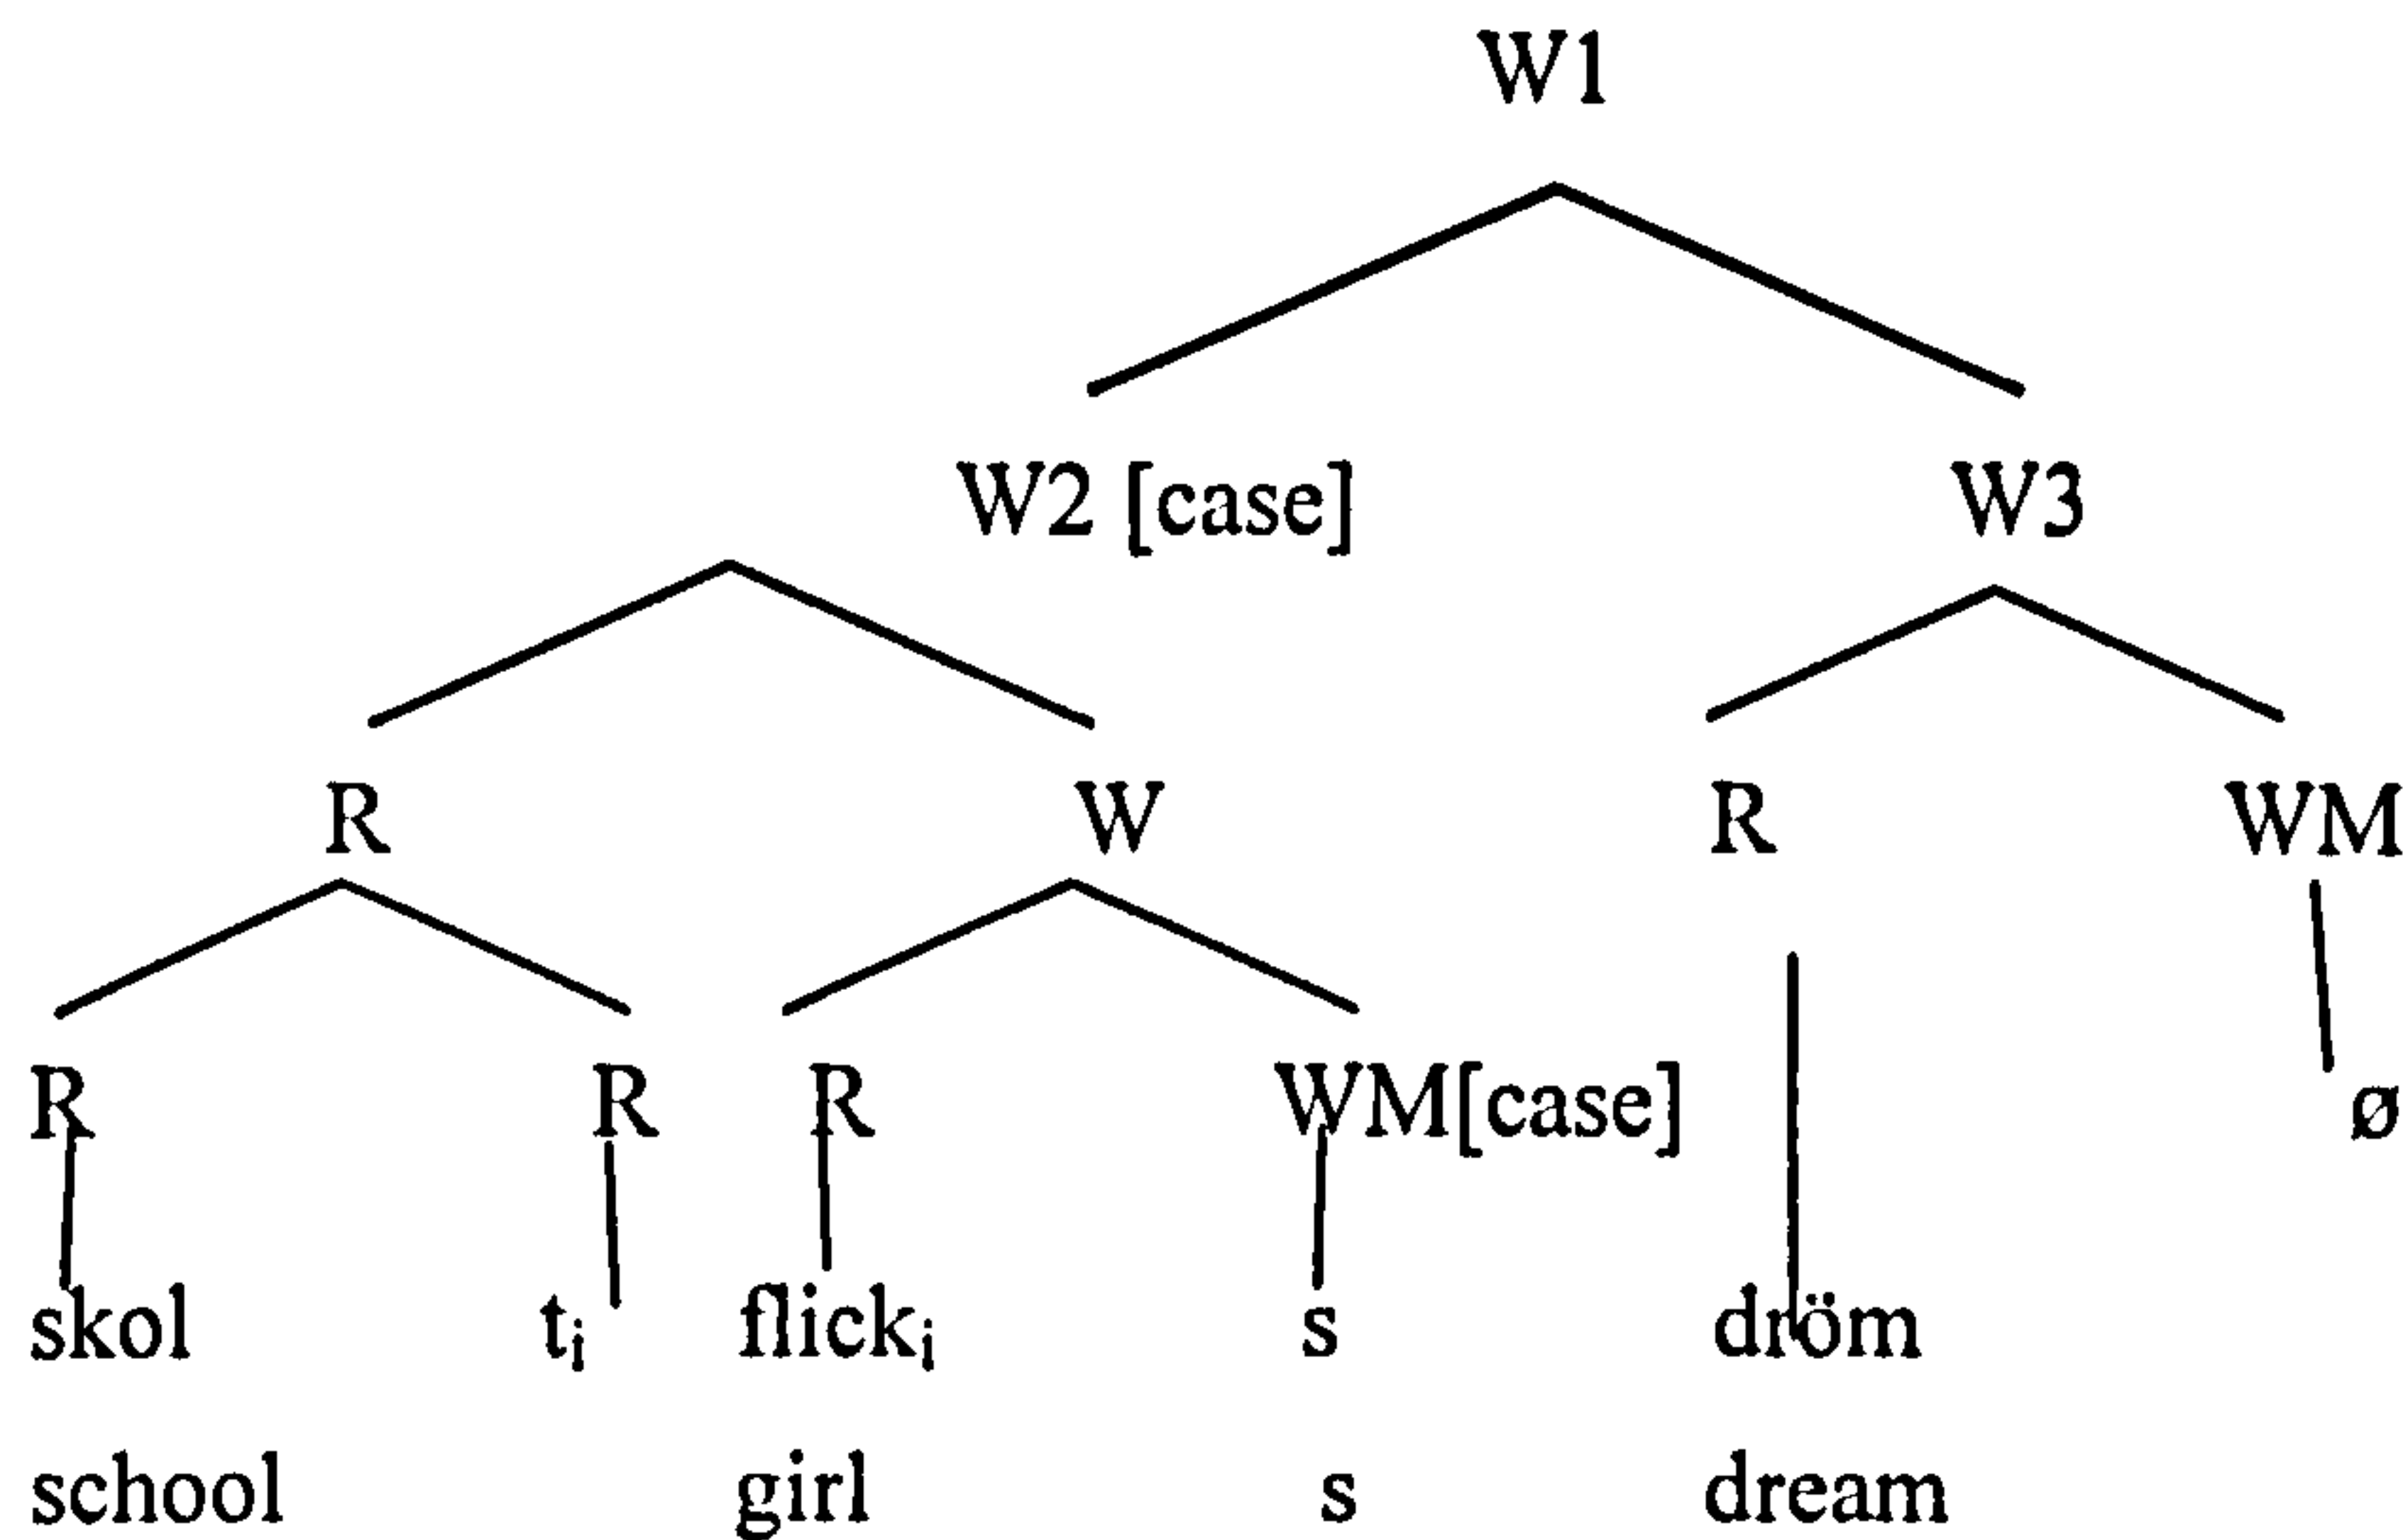 W1
W2 [case] W3
R W R WM
R R R WM[case] ø
skol tᵢ flickᵢ s dröm
school girl s dream